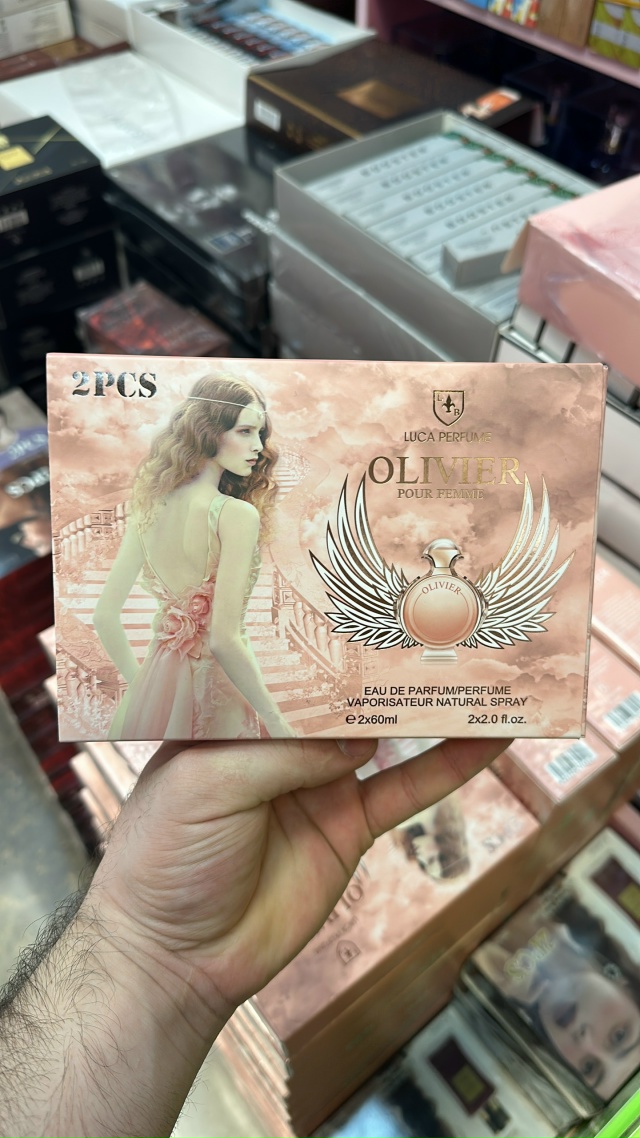 2PCS
L R
LUCA PERFUME
OLIVIER
POUR FEMME
OLIVIER
EAU DE PARFUM/PERFUME
VAPORISATEUR NATURAL SPRAY
℮ 2x60ml 2x2.0 fl.oz.
2PCS